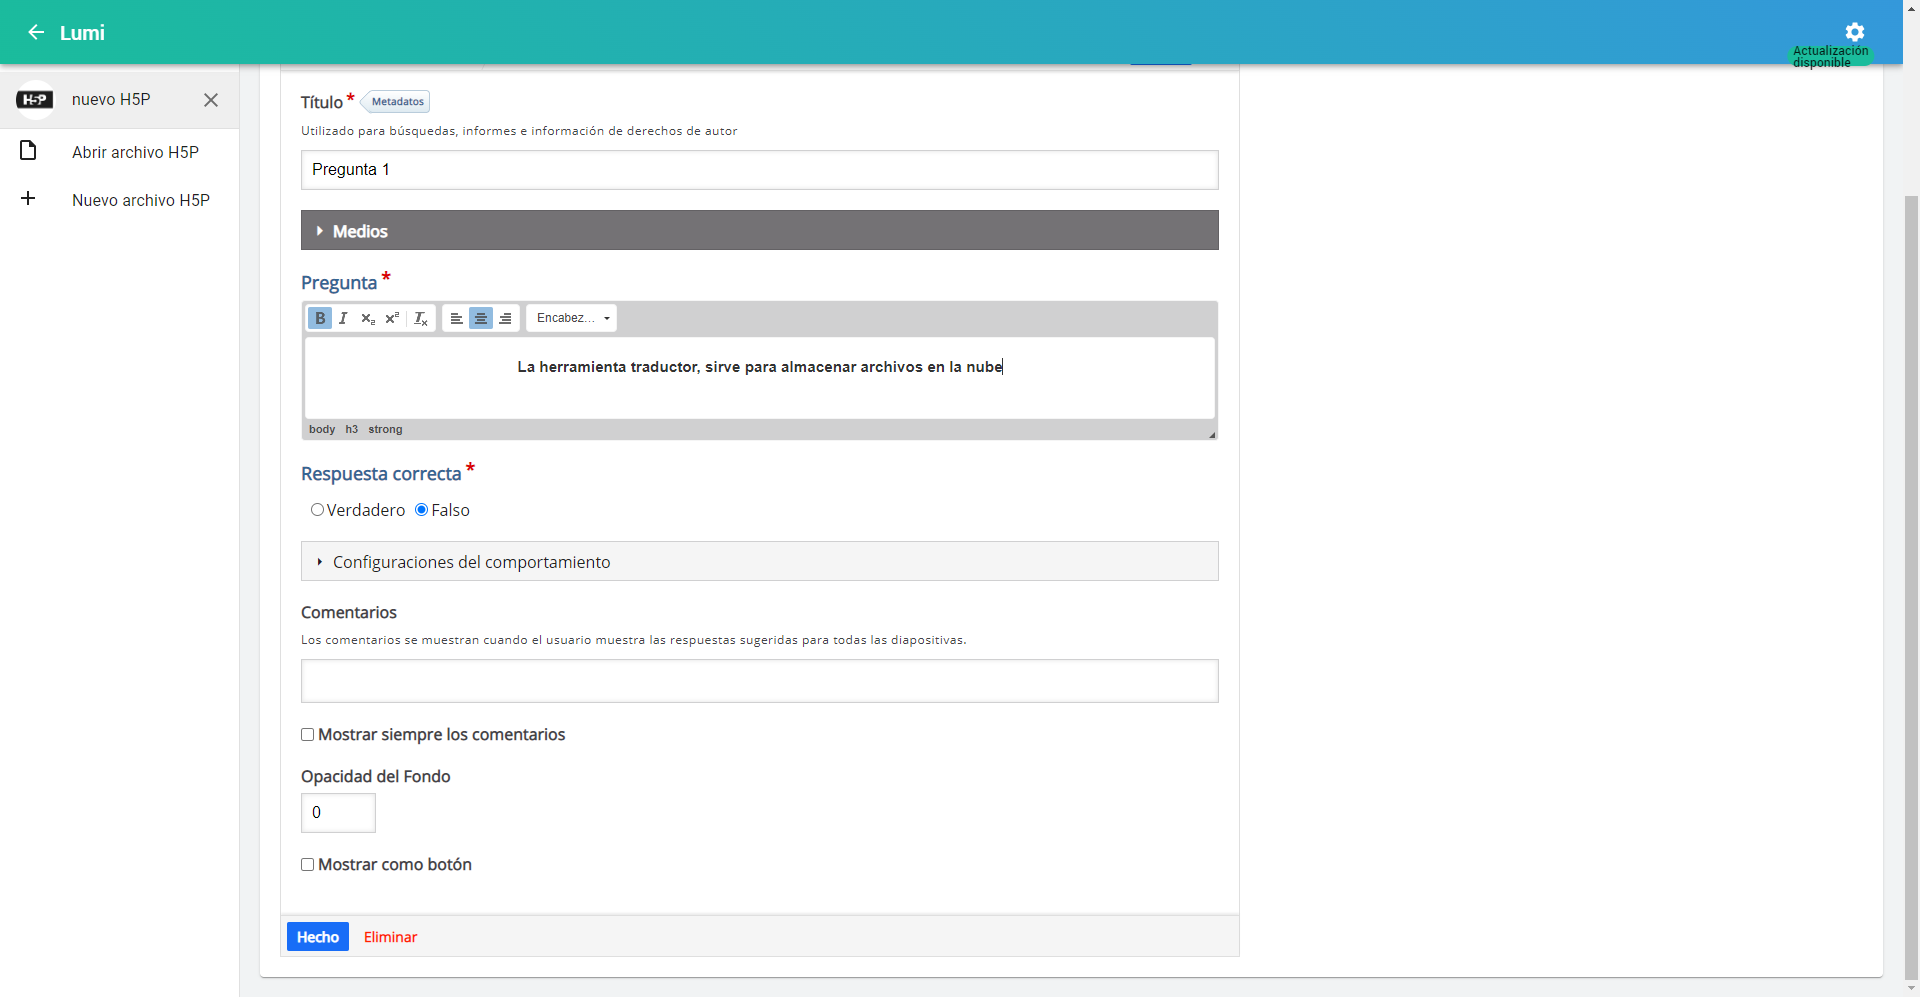 Lumi
Actualización
disponible
nuevo H5P
Abrir archivo H5P
Nuevo archivo H5P
Título * Metadatos
Utilizado para búsquedas, informes e información de derechos de autor
Pregunta 1
Medios
Pregunta *
B I x₂ x² Tx Encabez...
La herramienta traductor, sirve para almacenar archivos en la nube
body h3 strong
Respuesta correcta *
Verdadero Falso
Configuraciones del comportamiento
Comentarios
Los comentarios se muestran cuando el usuario muestra las respuestas sugeridas para todas las diapositivas.
Mostrar siempre los comentarios
Opacidad del Fondo
0
Mostrar como botón
Hecho Eliminar